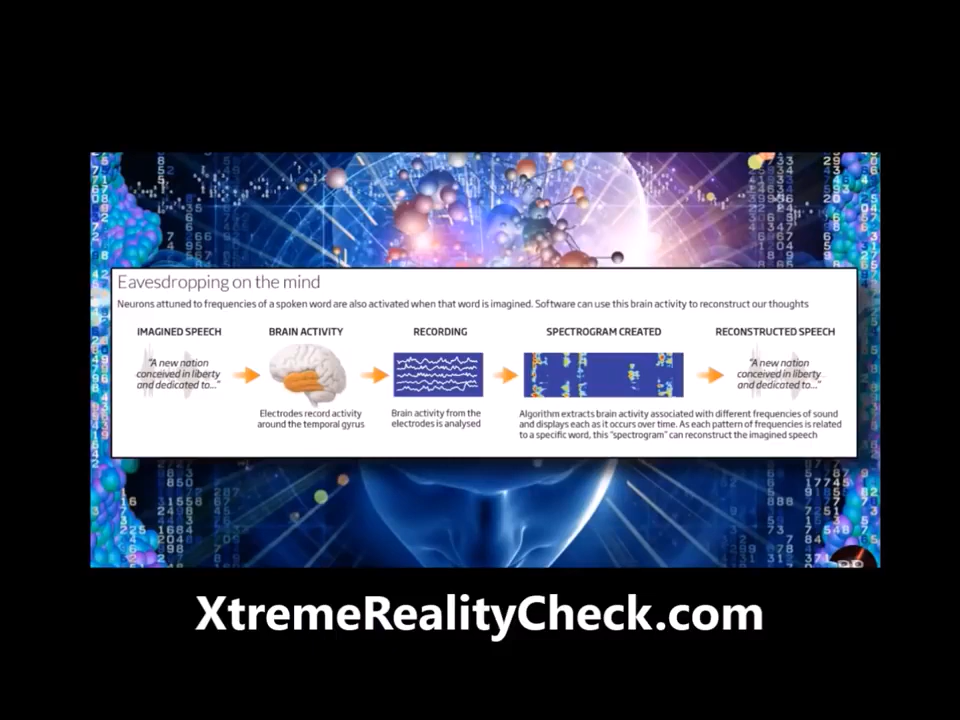 Eavesdropping on the mind
Neurons attuned to frequencies of a spoken word are also activated when that word is imagined. Software can use this brain activity to reconstruct our thoughts
IMAGINED SPEECH
"A new nation
conceived in liberty
and dedicated to..."
BRAIN ACTIVITY
Electrodes record activity
around the temporal gyrus
RECORDING
Brain activity from the
electrodes is analysed
SPECTROGRAM CREATED
Algorithm extracts brain activity associated with different frequencies of sound
and displays each as it occurs over time. As each pattern of frequencies is related
to a specific word, this "spectrogram" can reconstruct the imagined speech
RECONSTRUCTED SPEECH
"A new nation
conceived in liberty
and dedicated to..."
XtremeRealityCheck.com